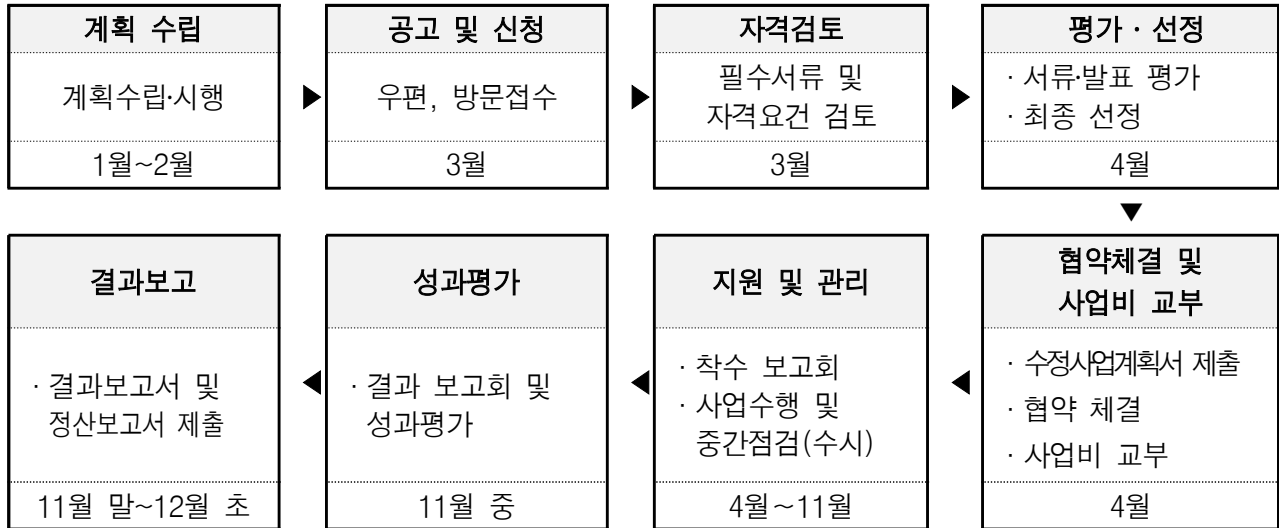 계획 수립
계획수립·시행
1월~2월
▶
공고 및 신청
우편, 방문접수
3월
▶
자격검토
필수서류 및
자격요건 검토
3월
▶
평가 · 선정
· 서류·발표 평가
· 최종 선정
4월
▼
협약체결 및
사업비 교부
· 수정사업계획서 제출
· 협약 체결
· 사업비 교부
4월
◀
지원 및 관리
· 착수 보고회
· 사업수행 및
중간점검(수시)
4월~11월
◀
성과평가
· 결과 보고회 및
성과평가
11월 중
◀
결과보고
· 결과보고서 및
정산보고서 제출
11월 말~12월 초